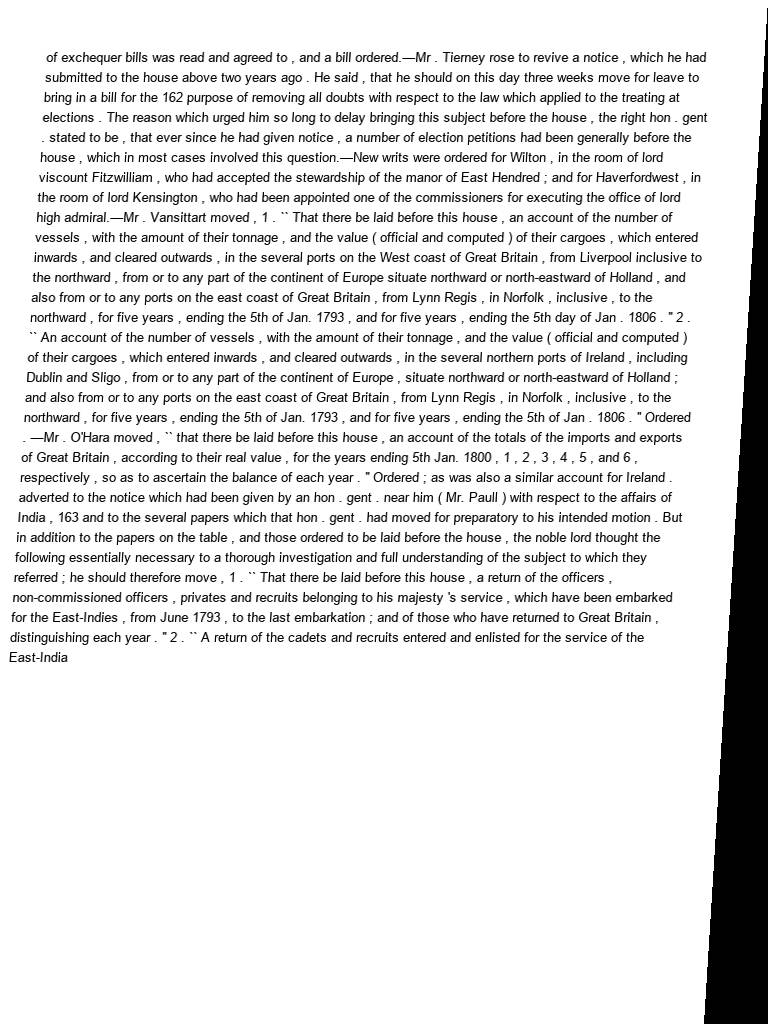 of exchequer bills was read and agreed to , and a bill ordered.—Mr . Tierney rose to revive a notice , which he had
submitted to the house above two years ago . He said , that he should on this day three weeks move for leave to
bring in a bill for the 162 purpose of removing all doubts with respect to the law which applied to the treating at
elections . The reason which urged him so long to delay bringing this subject before the house , the right hon . gent
. stated to be , that ever since he had given notice , a number of election petitions had been generally before the
house , which in most cases involved this question.—New writs were ordered for Wilton , in the room of lord
viscount Fitzwilliam , who had accepted the stewardship of the manor of East Hendred ; and for Haverfordwest , in
the room of lord Kensington , who had been appointed one of the commissioners for executing the office of lord
high admiral.—Mr . Vansittart moved , 1 . `` That there be laid before this house , an account of the number of
vessels , with the amount of their tonnage , and the value ( official and computed ) of their cargoes , which entered
inwards , and cleared outwards , in the several ports on the West coast of Great Britain , from Liverpool inclusive to
the northward , from or to any part of the continent of Europe situate northward or north-eastward of Holland , and
also from or to any ports on the east coast of Great Britain , from Lynn Regis , in Norfolk , inclusive , to the
northward , for five years , ending the 5th of Jan. 1793 , and for five years , ending the 5th day of Jan . 1806 . '' 2 .
`` An account of the number of vessels , with the amount of their tonnage , and the value ( official and computed )
of their cargoes , which entered inwards , and cleared outwards , in the several northern ports of Ireland , including
Dublin and Sligo , from or to any part of the continent of Europe , situate northward or north-eastward of Holland ;
and also from or to any ports on the east coast of Great Britain , from Lynn Regis , in Norfolk , inclusive , to the
northward , for five years , ending the 5th of Jan. 1793 , and for five years , ending the 5th of Jan . 1806 . '' Ordered
. —Mr . O'Hara moved , `` that there be laid before this house , an account of the totals of the imports and exports
of Great Britain , according to their real value , for the years ending 5th Jan. 1800 , 1 , 2 , 3 , 4 , 5 , and 6 ,
respectively , so as to ascertain the balance of each year . '' Ordered ; as was also a similar account for Ireland .
adverted to the notice which had been given by an hon . gent . near him ( Mr. Paull ) with respect to the affairs of
India , 163 and to the several papers which that hon . gent . had moved for preparatory to his intended motion . But
in addition to the papers on the table , and those ordered to be laid before the house , the noble lord thought the
following essentially necessary to a thorough investigation and full understanding of the subject to which they
referred ; he should therefore move , 1 . `` That there be laid before this house , a return of the officers ,
non-commissioned officers , privates and recruits belonging to his majesty 's service , which have been embarked
for the East-Indies , from June 1793 , to the last embarkation ; and of those who have returned to Great Britain ,
distinguishing each year . '' 2 . `` A return of the cadets and recruits entered and enlisted for the service of the
East-India